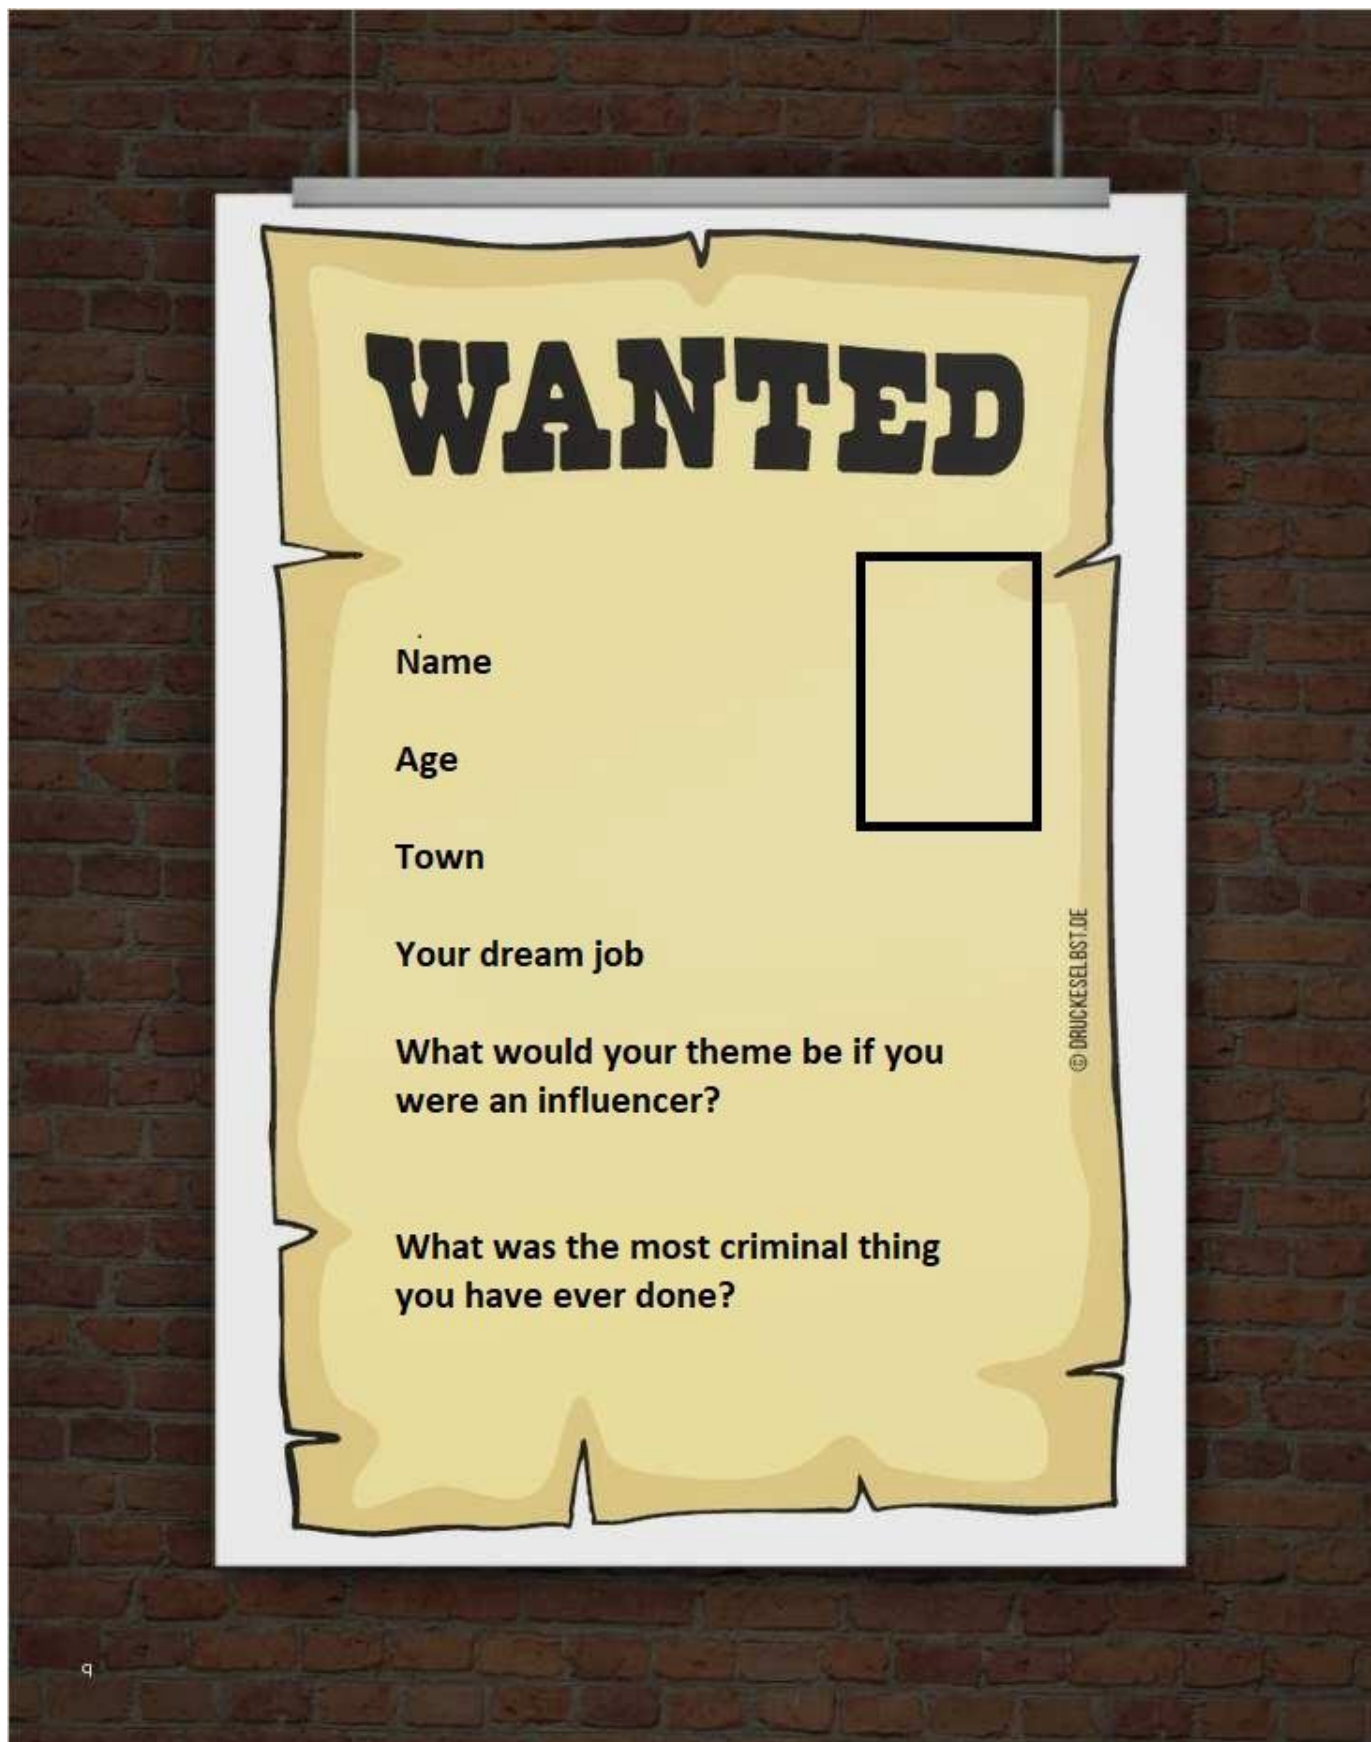 WANTED
Name
Age
Town
Your dream job
© DRUCKESELBST.DE
What would your theme be if you
were an influencer?
What was the most criminal thing
you have ever done?
q